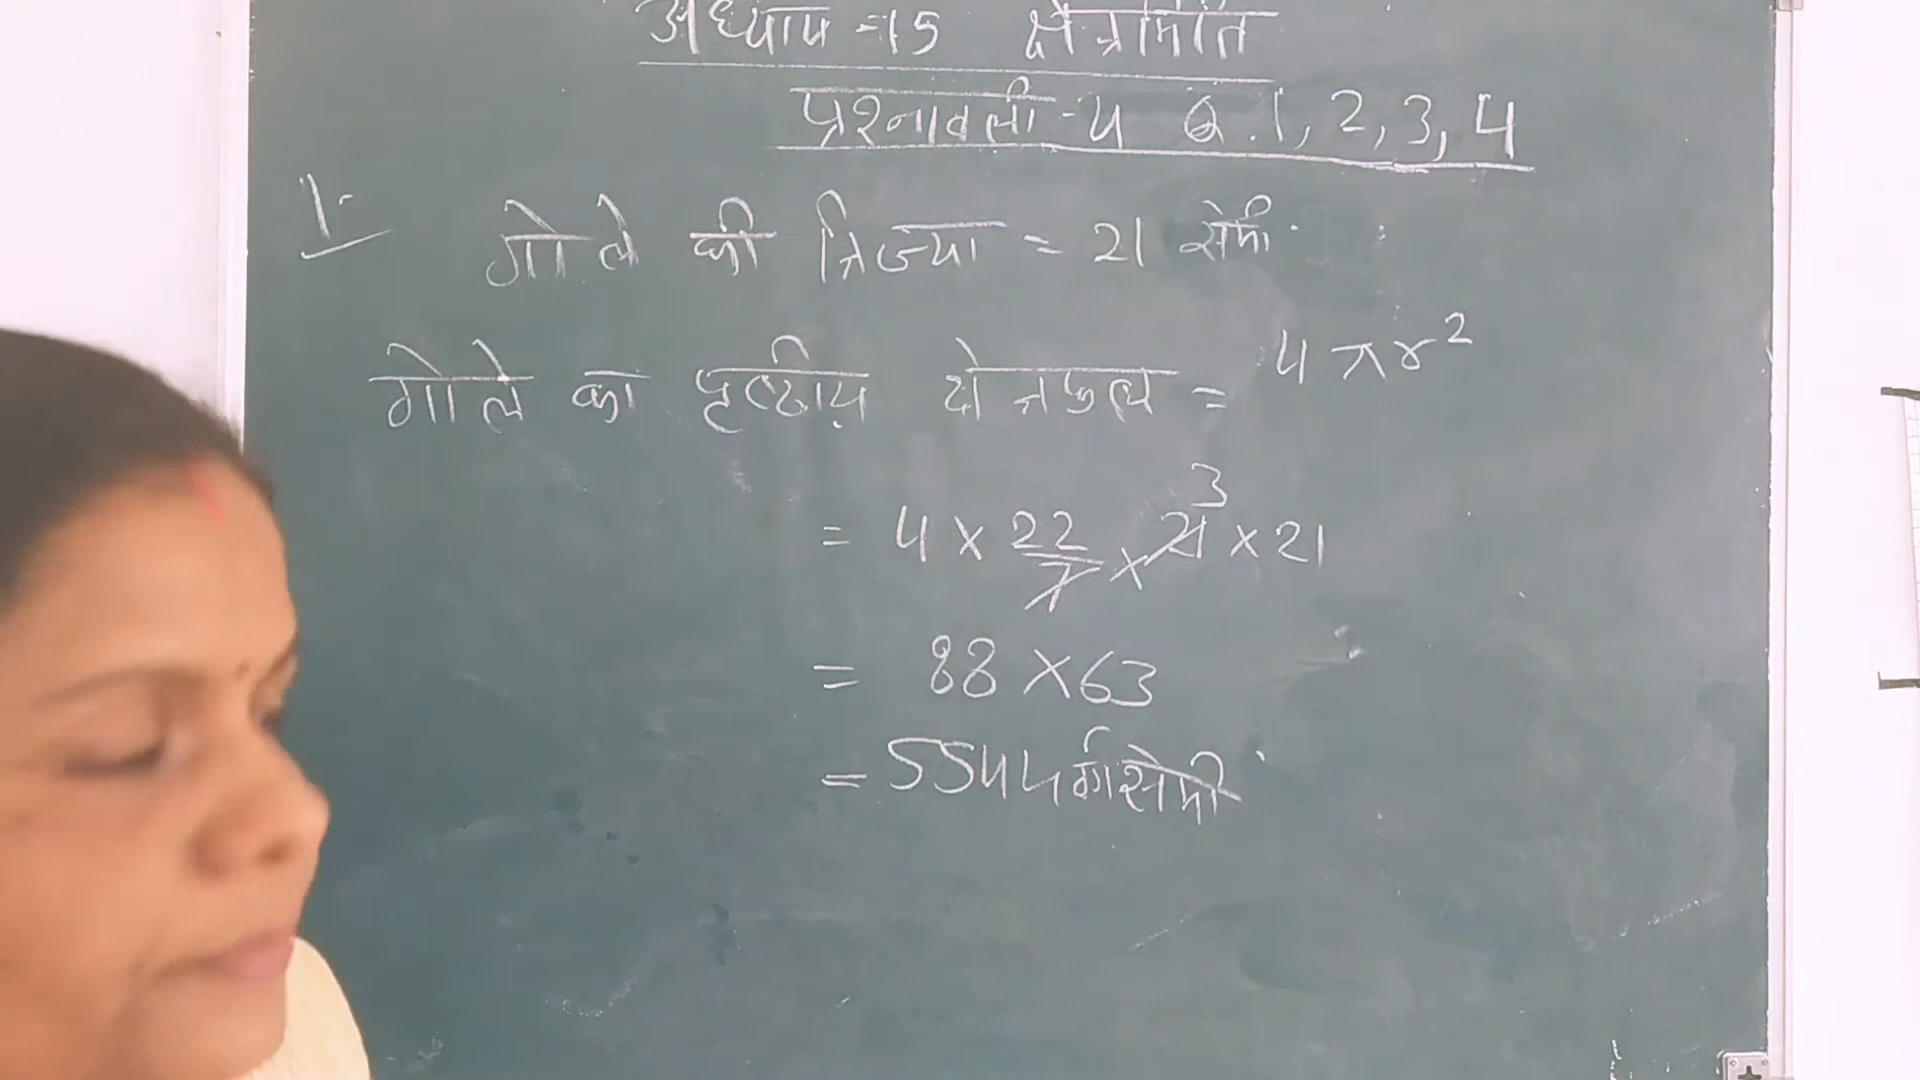 अध्याय = 15 क्षेत्रमिति
प्रश्नावली - 4 Q.1, 2, 3, 4
1. गोले की त्रिज्या = 21 सेमी.
गोले का पृष्ठीय क्षेत्रफल = 4πr²
= 4 × 22/7 × 21 3 × 21
= 88 × 63
= 5544 वर्ग सेमी